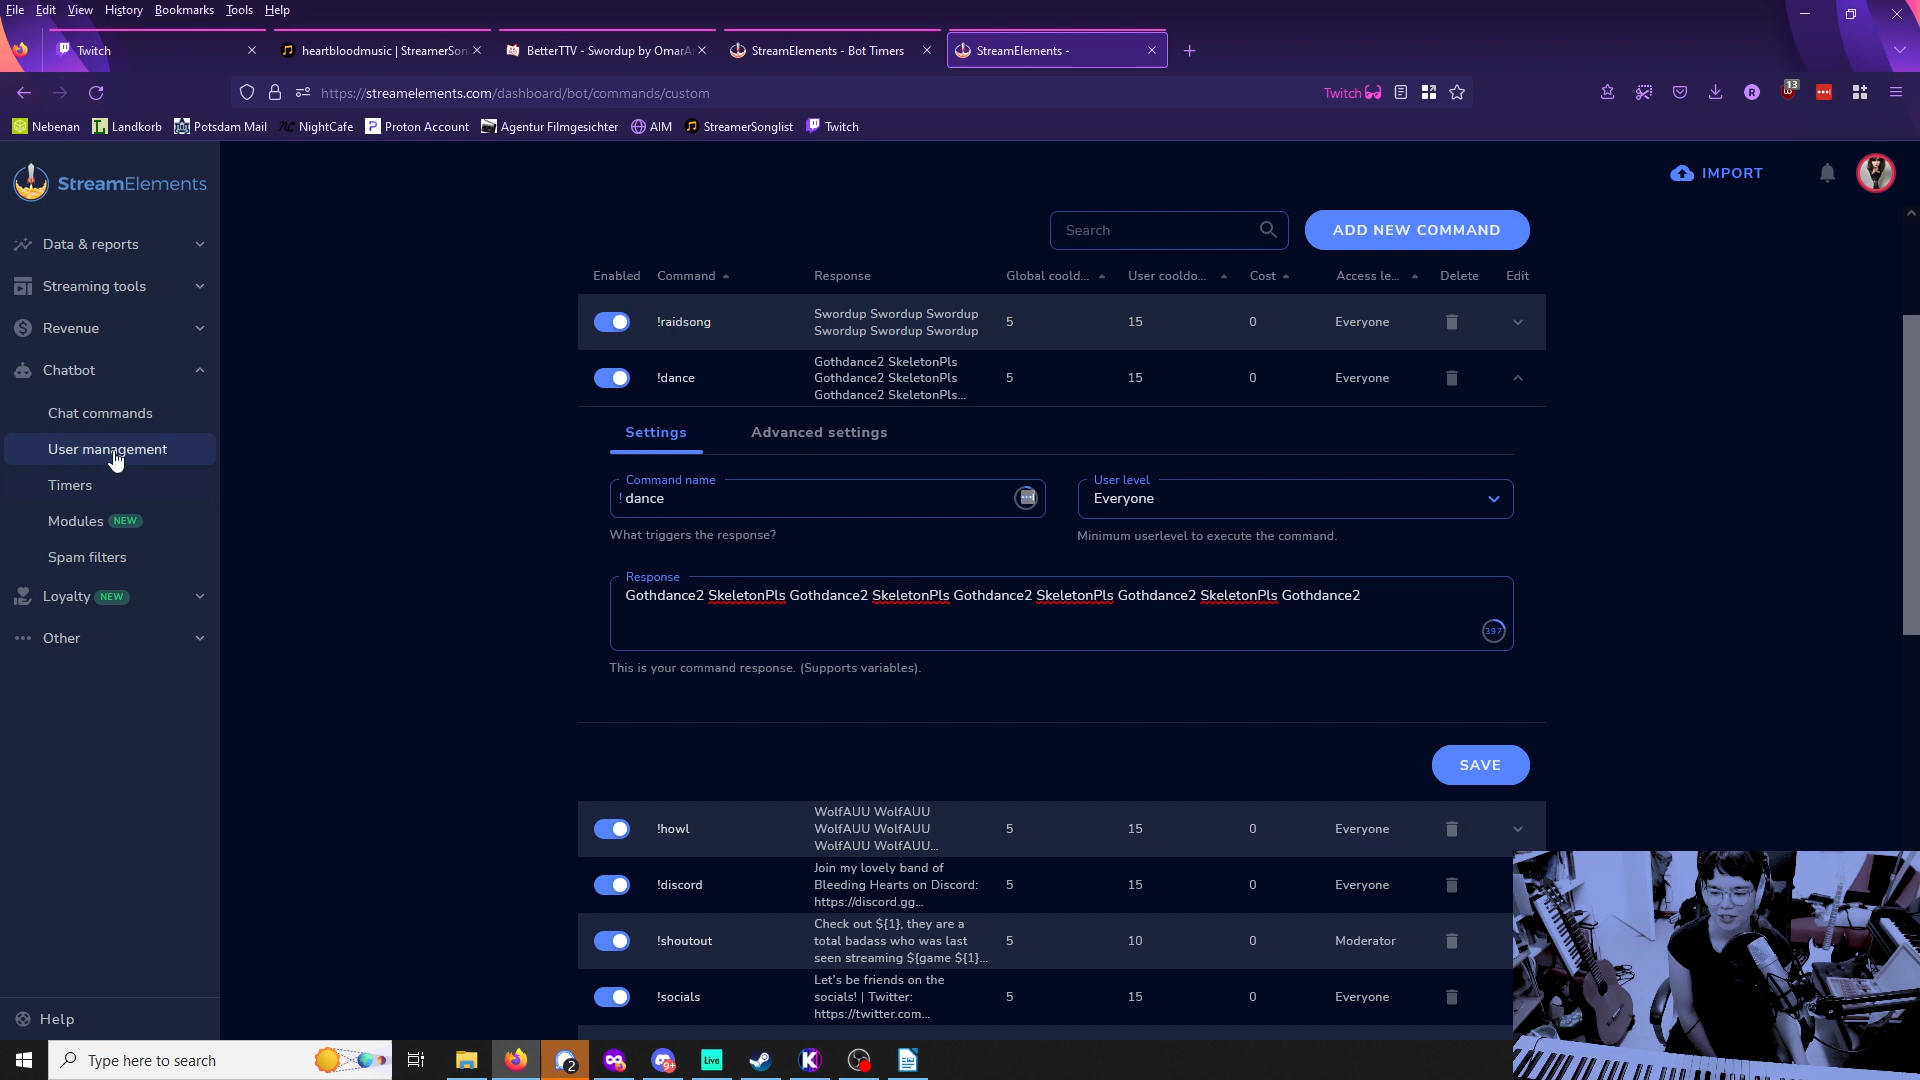 File Edit View History Bookmarks Tools Help
Twitch
heartbloodmusic | StreamerSon
BetterTTV - Swordup by OmarA
StreamElements - Bot Timers
StreamElements -
https://streamelements.com/dashboard/bot/commands/custom
Twitch
13
Nebenan
Landkorb
Potsdam Mail
NightCafe
Proton Account
Agentur Filmgesichter
AIM
StreamerSonglist
Twitch
StreamElements
IMPORT
Data & reports
Streaming tools
Revenue
Chatbot
Chat commands
User management
Timers
Modules NEW
Spam filters
Loyalty NEW
Other
Help
Search
ADD NEW COMMAND
Enabled Command Response Global coold... User cooldo... Cost Access le... Delete Edit
!raidsong
Swordup Swordup Swordup
Swordup Swordup Swordup
5 15 0 Everyone
!dance
Gothdance2 SkeletonPls
Gothdance2 SkeletonPls
Gothdance2 SkeletonPls...
5 15 0 Everyone
Settings Advanced settings
Command name
! dance
What triggers the response?
User level
Everyone
Minimum userlevel to execute the command.
Response
Gothdance2 SkeletonPls Gothdance2 SkeletonPls Gothdance2 SkeletonPls Gothdance2 SkeletonPls Gothdance2
397
This is your command response. (Supports variables).
SAVE
!howl
WolfAUU WolfAUU
WolfAUU WolfAUU
WolfAUU WolfAUU...
5 15 0 Everyone
!discord
Join my lovely band of
Bleeding Hearts on Discord:
https://discord.gg...
5 15 0 Everyone
!shoutout
Check out ${1}, they are a
total badass who was last
seen streaming ${game ${1}...
5 10 0 Moderator
!socials
Let's be friends on the
socials! | Twitter:
https://twitter.com...
5 15 0 Everyone
Type here to search
2
9+
Live